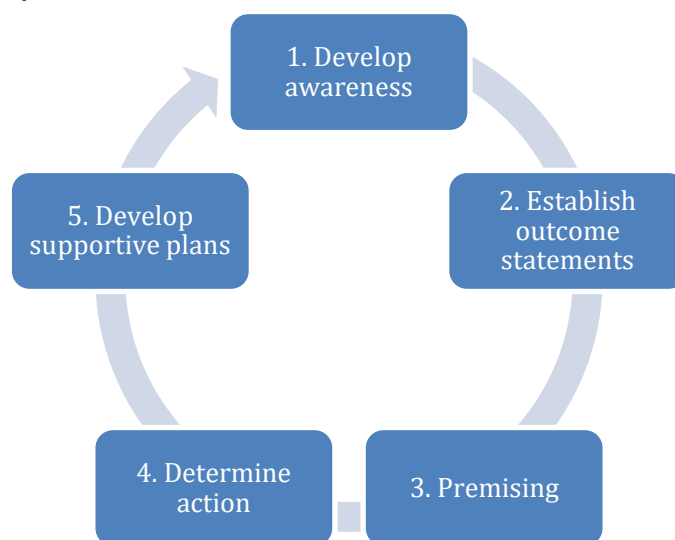 1. Develop
awareness
2. Establish
outcome
statements
3. Premising
4. Determine
action
5. Develop
supportive plans